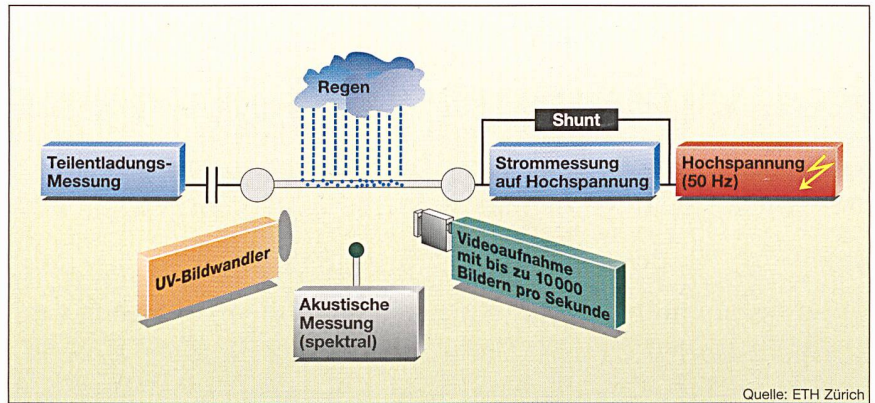 Regen
Shunt
Teilentladungs-
Messung
Strommessung
auf Hochspannung
Hochspannung
(50 Hz)
UV-Bildwandler
Akustische
Messung
(spektral)
Videoaufnahme
mit bis zu 10 000
Bildern pro Sekunde
Quelle: ETH Zürich